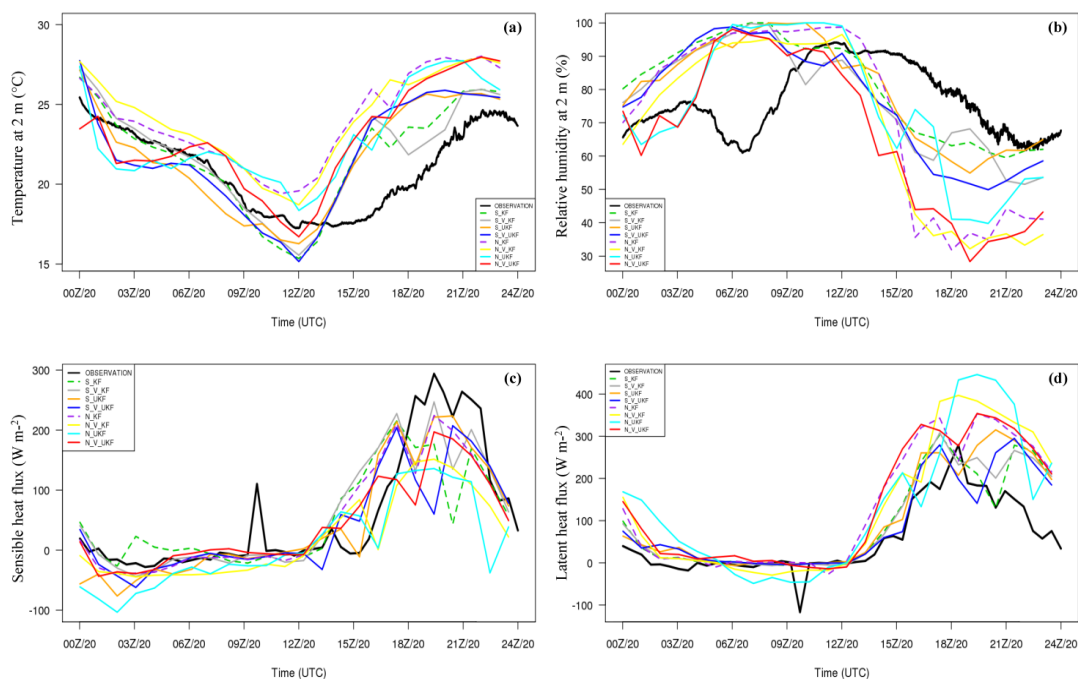 (a)
Temperature at 2 m (°C)
30
25
20
15
OBSERVATION
S_KF
S_V_KF
S_UKF
S_V_UKF
N_KF
N_V_KF
N_UKF
N_V_UKF
00Z/20 03Z/20 06Z/20 09Z/20 12Z/20 15Z/20 18Z/20 21Z/20 24Z/20
Time (UTC)
(b)
Relative humidity at 2 m (%)
100
90
80
70
60
50
40
30
OBSERVATION
S_KF
S_V_KF
S_UKF
S_V_UKF
N_KF
N_V_KF
N_UKF
N_V_UKF
00Z/20 03Z/20 06Z/20 09Z/20 12Z/20 15Z/20 18Z/20 21Z/20 24Z/20
Time (UTC)
(c)
Sensible heat flux (W m-2)
300
200
100
0
-100
OBSERVATION
S_KF
S_V_KF
S_UKF
S_V_UKF
N_KF
N_V_KF
N_UKF
N_V_UKF
00Z/20 03Z/20 06Z/20 09Z/20 12Z/20 15Z/20 18Z/20 21Z/20 24Z/20
Time (UTC)
(d)
Latent heat flux (W m-2)
400
300
200
100
0
-100
OBSERVATION
S_KF
S_V_KF
S_UKF
S_V_UKF
N_KF
N_V_KF
N_UKF
N_V_UKF
00Z/20 03Z/20 06Z/20 09Z/20 12Z/20 15Z/20 18Z/20 21Z/20 24Z/20
Time (UTC)